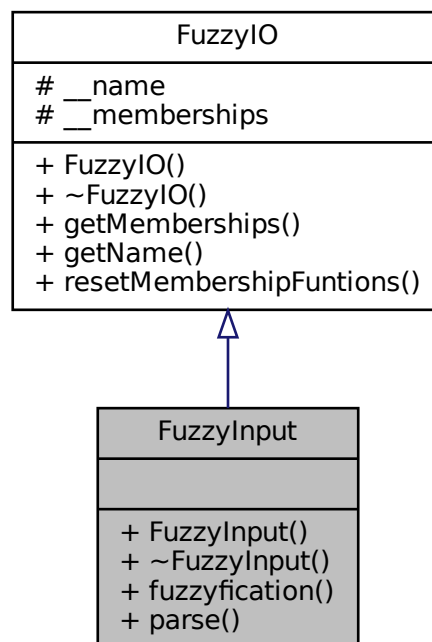 FuzzyIO
# __name
# __memberships
+ FuzzyIO()
+ ~FuzzyIO()
+ getMemberships()
+ getName()
+ resetMembershipFuntions()
FuzzyInput
+ FuzzyInput()
+ ~FuzzyInput()
+ fuzzyfication()
+ parse()